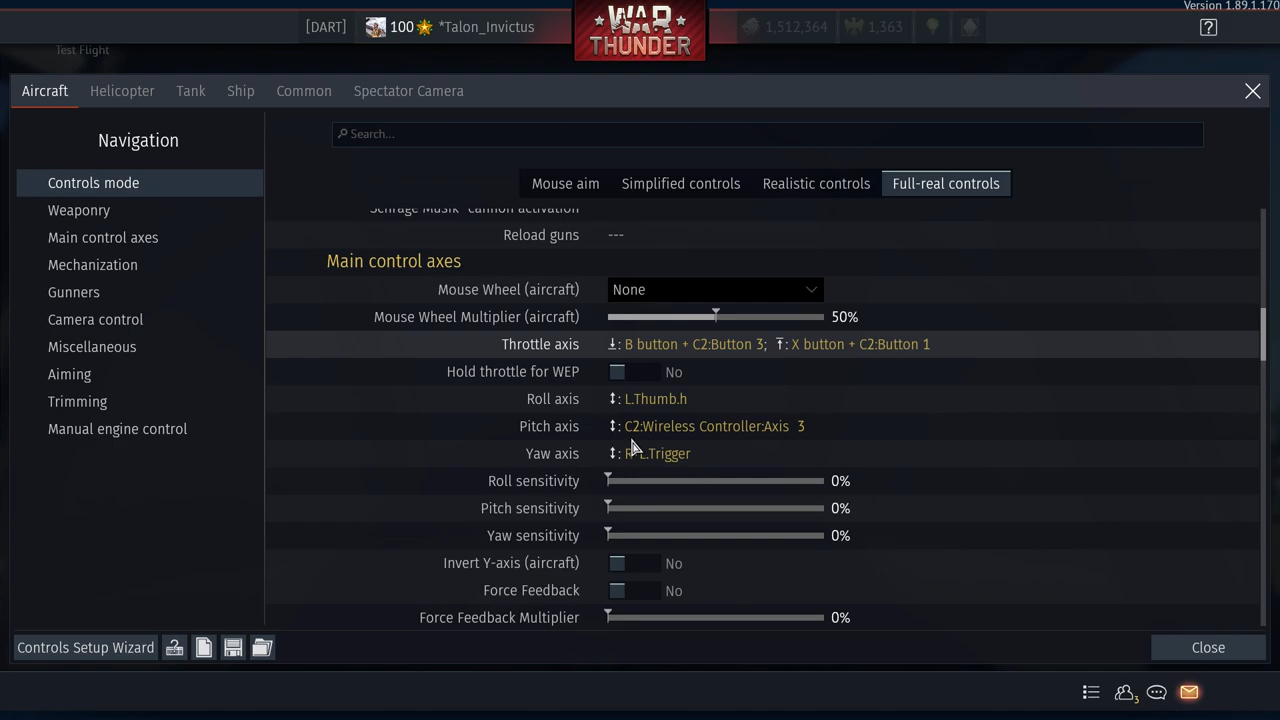 Version 1.89.1.170
[DART] 100 *Talon_Invictus
WAR THUNDER
1,512,364 1,363
?
Test Flight
Aircraft Helicopter Tank Ship Common Spectator Camera
Navigation
Search...
Controls mode
Mouse aim Simplified controls Realistic controls Full-real controls
Weaponry
"Schräge Musik" cannon activation
Reload guns ---
Main control axes
Main control axes
Mechanization
Mouse Wheel (aircraft) None
Gunners
Mouse Wheel Multiplier (aircraft) 50%
Camera control
Throttle axis : B button + C2:Button 3; : X button + C2:Button 1
Miscellaneous
Hold throttle for WEP No
Aiming
Roll axis : L.Thumb.h
Trimming
Pitch axis : C2:Wireless Controller:Axis 3
Manual engine control
Yaw axis : L.Trigger
Roll sensitivity 0%
Pitch sensitivity 0%
Yaw sensitivity 0%
Invert Y-axis (aircraft) No
Force Feedback No
Force Feedback Multiplier 0%
Controls Setup Wizard
Close
3